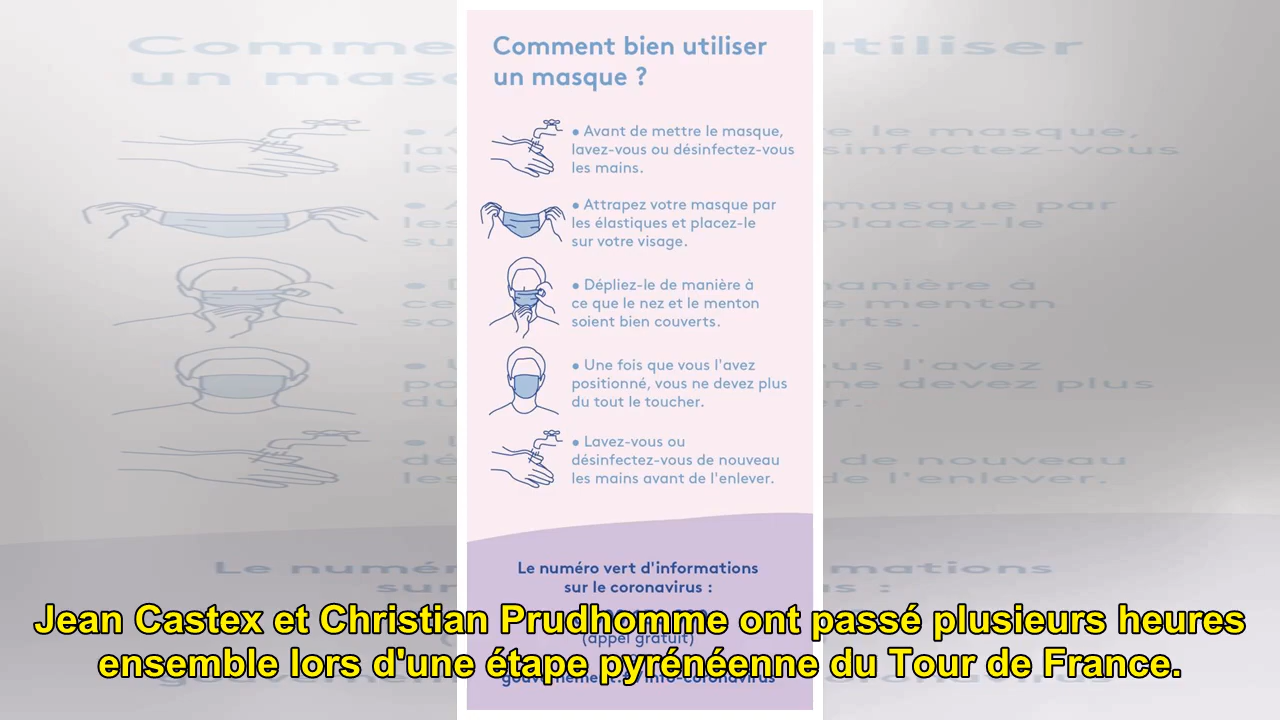 Comment bien utiliser
un masque ?
• Avant de mettre le masque,
lavez-vous ou désinfectez-vous
les mains.
• Attrapez votre masque par
les élastiques et placez-le
sur votre visage.
• Dépliez-le de manière à
ce que le nez et le menton
soient bien couverts.
• Une fois que vous l'avez
positionné, vous ne devez plus
du tout le toucher.
• Lavez-vous ou
désinfectez-vous de nouveau
les mains avant de l'enlever.
Le numéro vert d'informations
sur le coronavirus :
(appel gratuit)
Jean Castex et Christian Prudhomme ont passé plusieurs heures
ensemble lors d'une étape pyrénéenne du Tour de France.